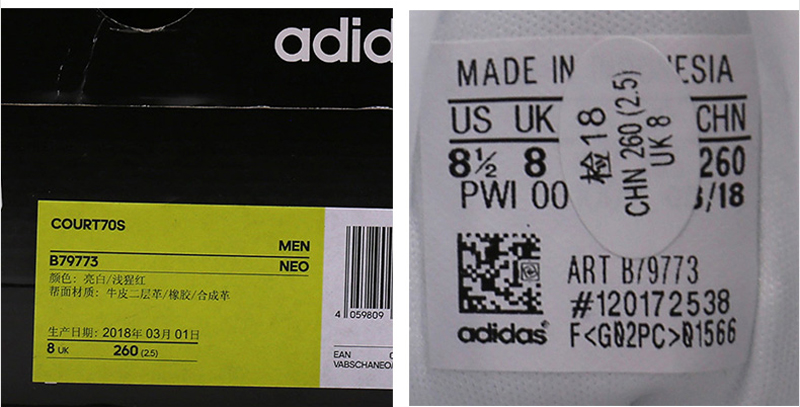 adid
COURT70S
MEN
B79773
NEO
颜色: 亮白/浅猩红
帮面材质: 牛皮二层革/橡胶/合成革
生产日期: 2018年 03月 01日
8 UK 260 (2.5)
4 059809
EAN 0
VABSCHANEO/
MADE IN ESIA
US UK CHN
8½ 8 260
PWI 00 /18
检18
CHN 260 (2.5)
UK 8
ART B79773
#120172538
F<G02PC>01566
adidas